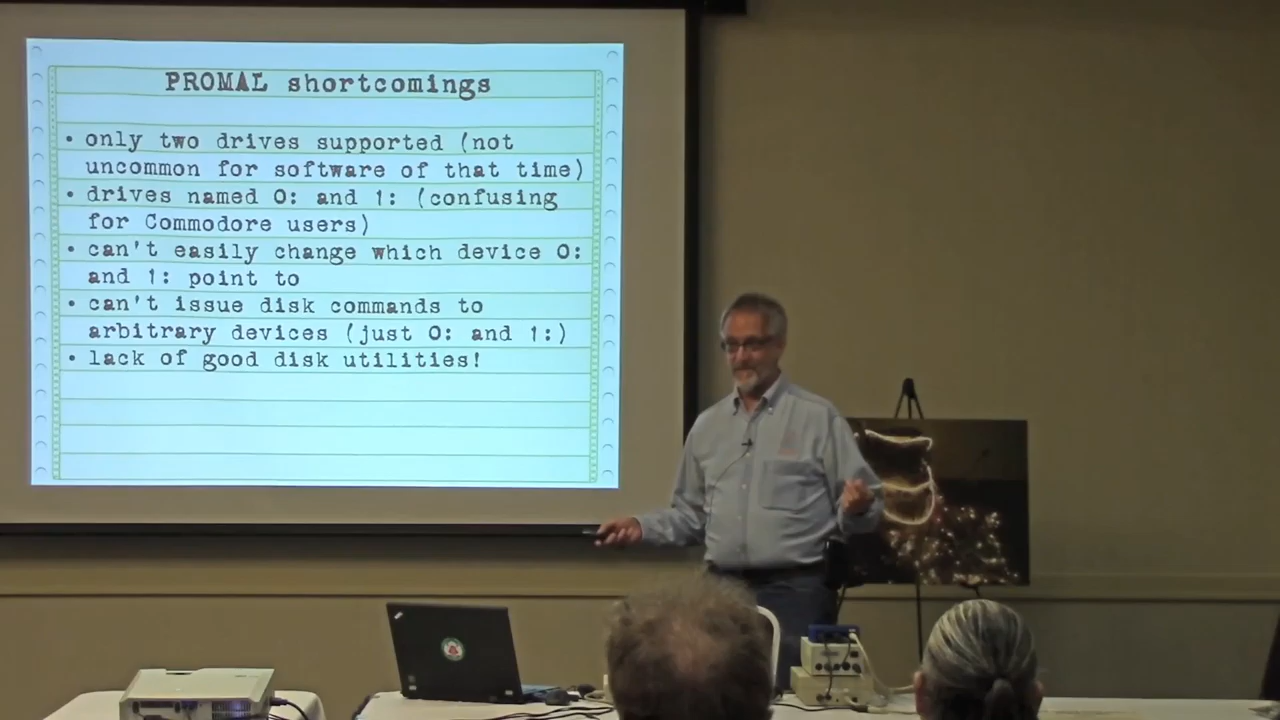 PROMAL shortcomings
• only two drives supported (not
uncommon for software of that time)
• drives named 0: and 1: (confusing
for Commodore users)
• can't easily change which device 0:
and 1: point to
• can't issue disk commands to
arbitrary devices (just 0: and 1:)
• lack of good disk utilities!